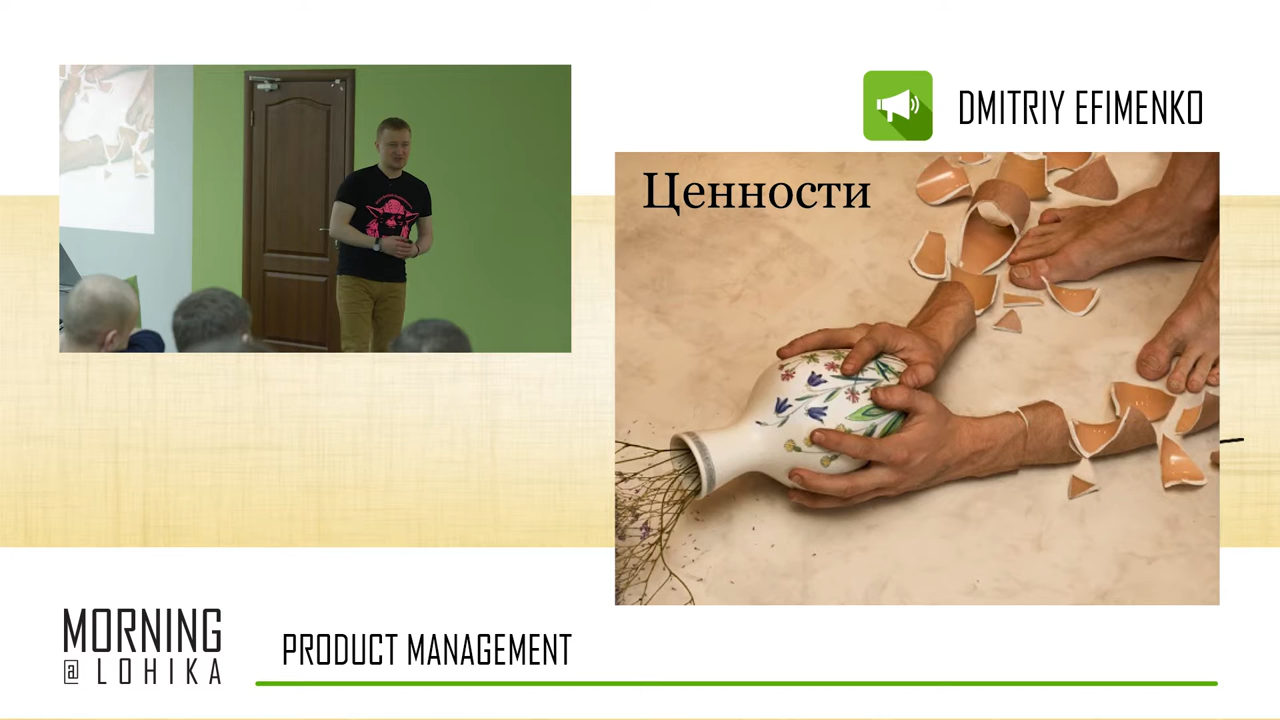 DMITRIY EFIMENKO
Ценности
MORNING
@ LOHIKA
PRODUCT MANAGEMENT